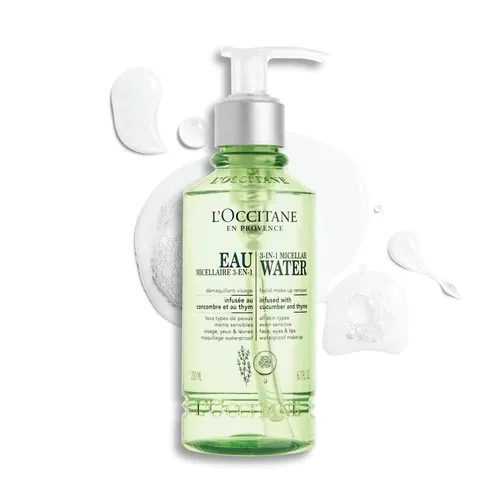 L'OCCITANE
L'OCCITANE
EN PROVENCE
EAU
MICELLAIRE 3-EN-1
démaquillant visage
infusée au
concombre et au thym
tous types de peaux
même sensibles
visage, yeux & lèvres
maquillage waterproof
200 ML
3-IN-1 MICELLAR
WATER
facial make-up remover
infused with
cucumber and thyme
all skin types
even sensitive
face, eyes & lips
waterproof make-up
6.7 FL.OZ
L'OCCITANE